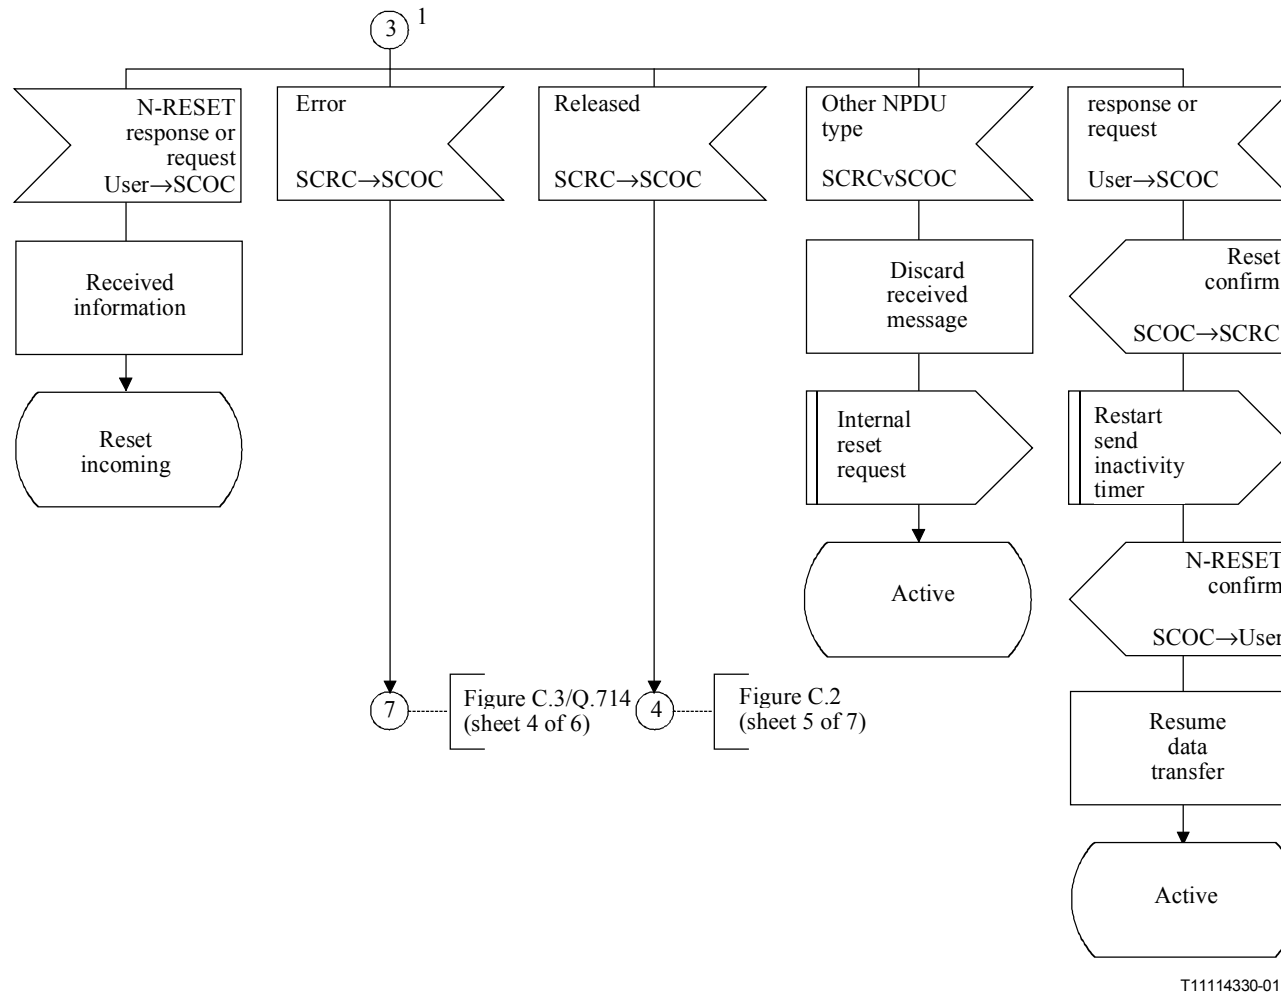 3
1
N-RESET
response or
request
User→SCOC
Error
SCRC→SCOC
Released
SCRC→SCOC
Other NPDU
type
SCRCvSCOC
response or
request
User→SCOC
Received
information
Discard
received
message
Reset
confirm
SCOC→SCRC
Reset
incoming
Internal
reset
request
Restart
send
inactivity
timer
Active
N-RESET
confirm
SCOC→User
7
Figure C.3/Q.714
(sheet 4 of 6)
4
Figure C.2
(sheet 5 of 7)
Resume
data
transfer
Active
T11114330-01